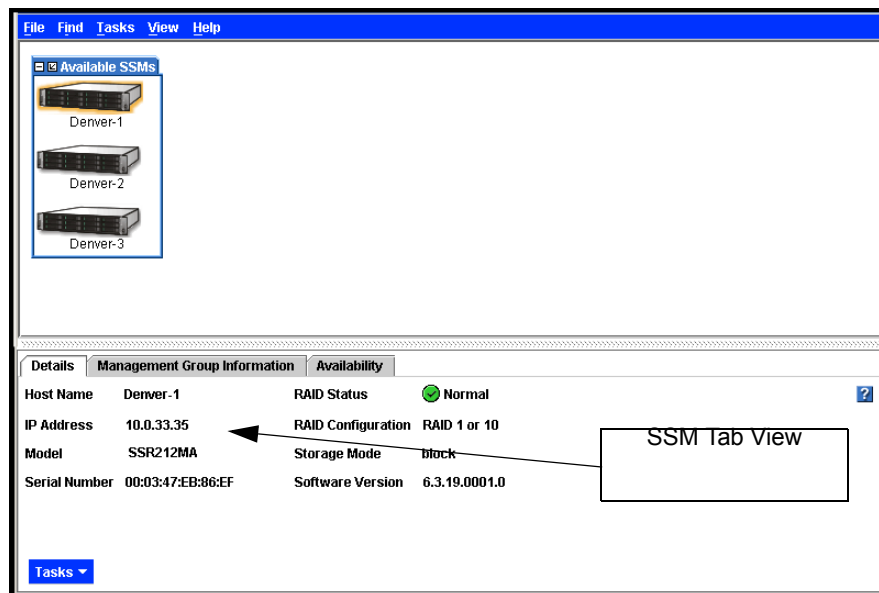 File Find Tasks View Help
Available SSMs
Denver-1
Denver-2
Denver-3
Details Management Group Information Availability
Host Name Denver-1 RAID Status Normal ?
IP Address 10.0.33.35 RAID Configuration RAID 1 or 10
SSM Tab View
Model SSR212MA Storage Mode block
Serial Number 00:03:47:EB:86:EF Software Version 6.3.19.0001.0
Tasks